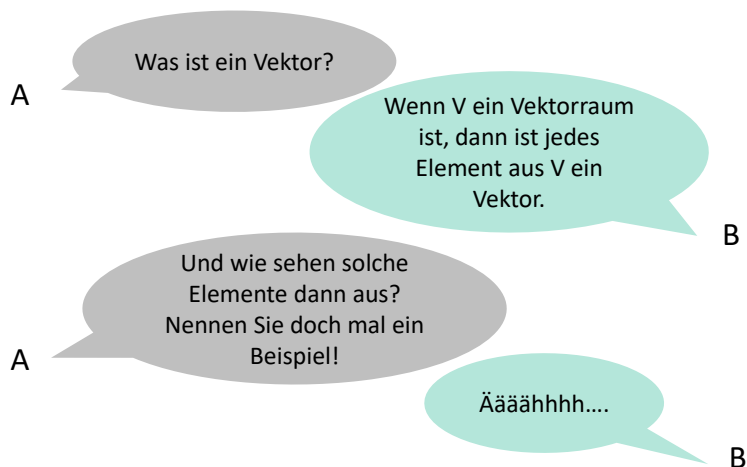 Was ist ein Vektor?
A
Wenn V ein Vektorraum
ist, dann ist jedes
Element aus V ein
Vektor.
B
Und wie sehen solche
Elemente dann aus?
Nennen Sie doch mal ein
Beispiel!
A
Äääähhhh....
B